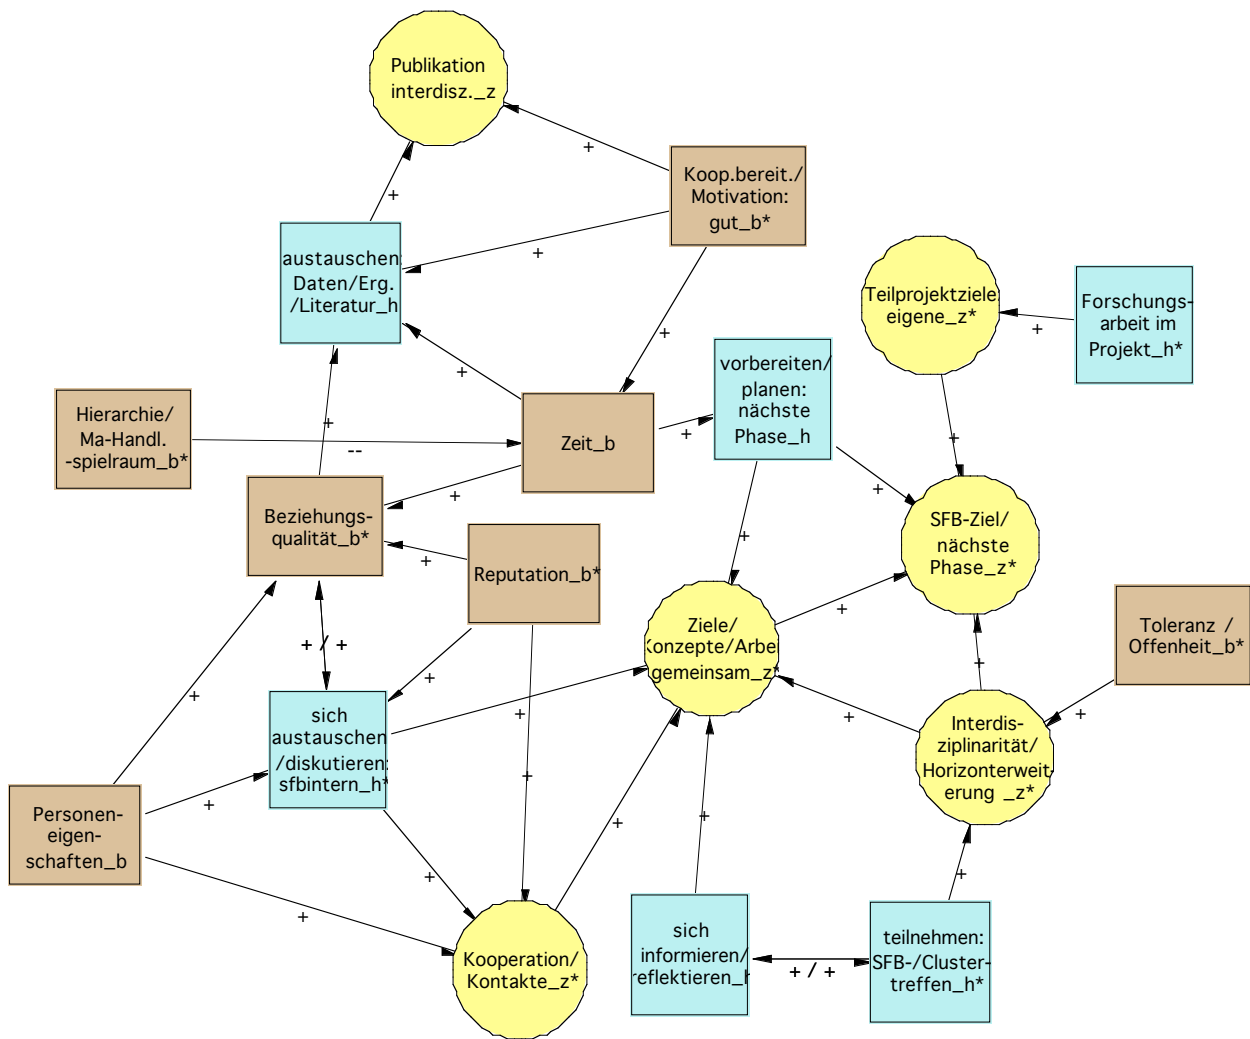 Publikation
interdisz._z
+
Koop.bereit./
Motivation:
gut_b*
+
+
austauschen:
Daten/Erg.
/Literatur_h
+
Teilprojektziele
eigene_z*
+
Forschungs-
arbeit im
Projekt_h*
+
vorbereiten/
planen:
nächste
Phase_h
Hierarchie/
Ma-Handl.
-spielraum_b*
--
+
Zeit_b
+
+
+
+
Beziehungs-
qualität_b*
+
Reputation_b*
+
SFB-Ziel/
nächste
Phase_z*
+
+
+ / +
+
+
Ziele/
Konzepte/Arbe
gemeinsam_z*
+
+
Toleranz /
Offenheit_b*
+
sich
austauschen
/diskutieren:
sfbintern_h*
+
+
+
Interdis-
ziplinarität/
Horizonterweit
erung _z*
Personen-
eigen-
schaften_b
+
+
+
+
+
+
+
Kooperation/
Kontakte_z*
sich
informieren/
reflektieren_h
+ / +
teilnehmen:
SFB-/Cluster-
treffen_h*